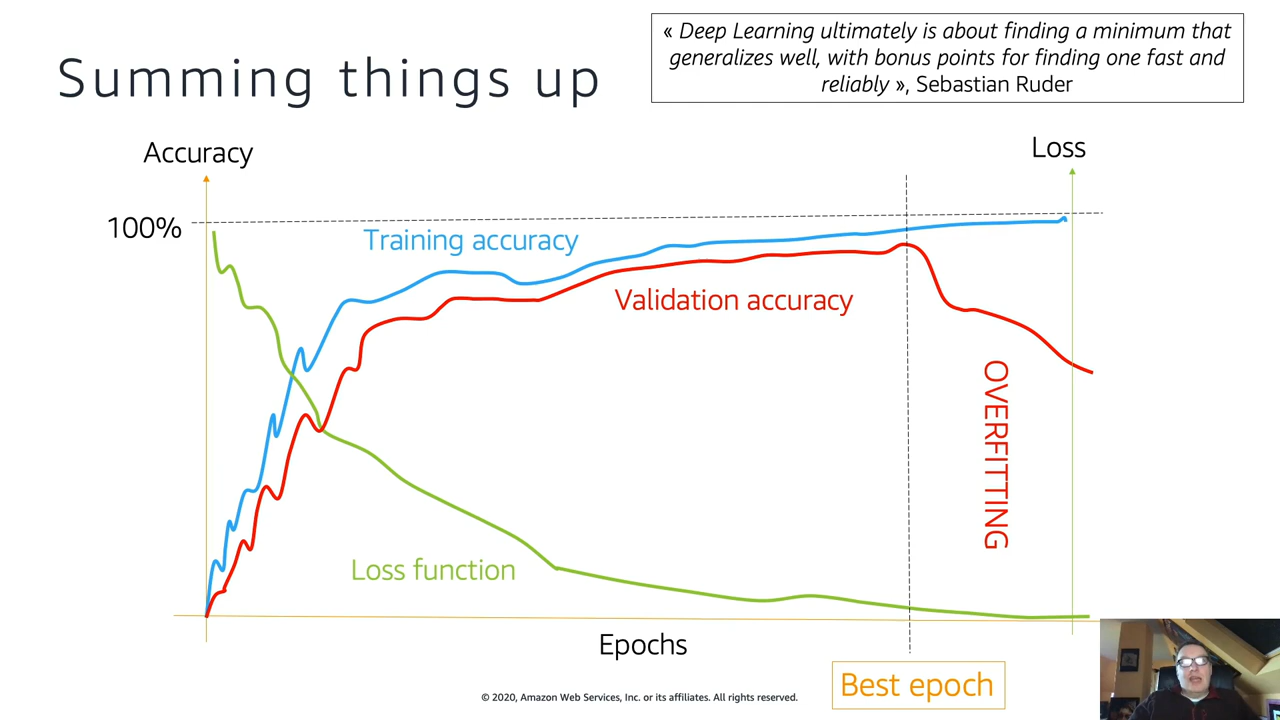 Summing things up
« Deep Learning ultimately is about finding a minimum that
generalizes well, with bonus points for finding one fast and
reliably », Sebastian Ruder
Accuracy
Loss
100%
Training accuracy
Validation accuracy
OVERFITTING
Loss function
Epochs
Best epoch
© 2020, Amazon Web Services, Inc. or its affiliates. All rights reserved.